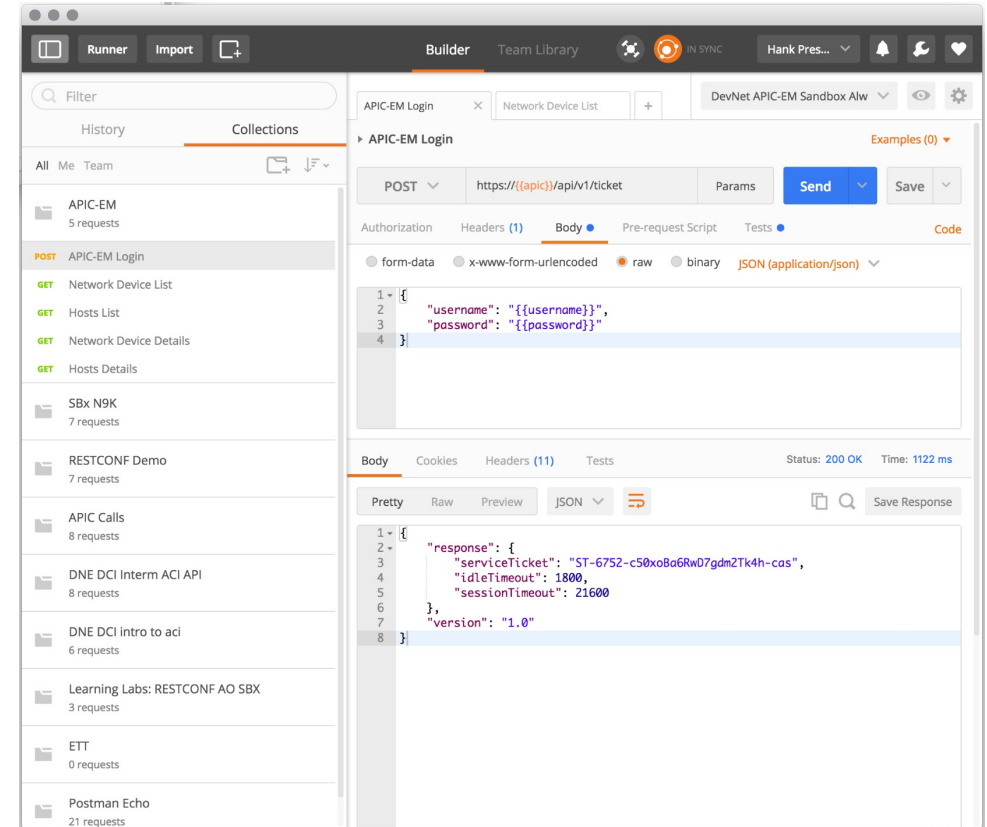 Runner Import Builder Team Library IN SYNC Hank Pres...
Filter
History Collections
All Me Team
APIC-EM
5 requests
POST APIC-EM Login
GET Network Device List
GET Hosts List
GET Network Device Details
GET Hosts Details
SBx N9K
7 requests
RESTCONF Demo
7 requests
APIC Calls
8 requests
DNE DCI Interm ACI API
8 requests
DNE DCI intro to aci
6 requests
Learning Labs: RESTCONF AO SBX
3 requests
ETT
0 requests
Postman Echo
21 requests
APIC-EM Login × Network Device List + DevNet APIC-EM Sandbox Alw
APIC-EM Login Examples (0)
POST https://{{apic}}/api/v1/ticket Params Send Save
Authorization Headers (1) Body Pre-request Script Tests Code
form-data x-www-form-urlencoded raw binary JSON (application/json)
1 {
2 "username": "{{username}}",
3 "password": "{{password}}"
4 }
Body Cookies Headers (11) Tests Status: 200 OK Time: 1122 ms
Pretty Raw Preview JSON Save Response
1 {
2 "response": {
3 "serviceTicket": "ST-6752-c50xoBa6RwD7gdm2Tk4h-cas",
4 "idleTimeout": 1800,
5 "sessionTimeout": 21600
6 },
7 "version": "1.0"
8 }